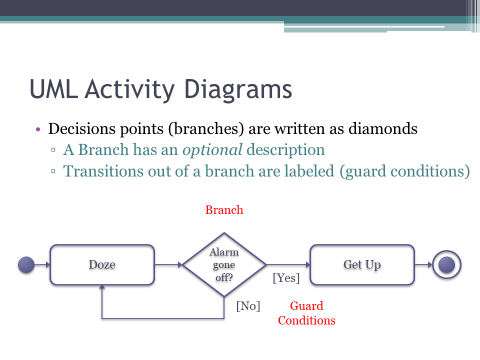 UML Activity Diagrams
• Decisions points (branches) are written as diamonds
▫ A Branch has an optional description
▫ Transitions out of a branch are labeled (guard conditions)
Branch
Doze
Alarm
gone
off?
[Yes]
Get Up
[No]
Guard
Conditions